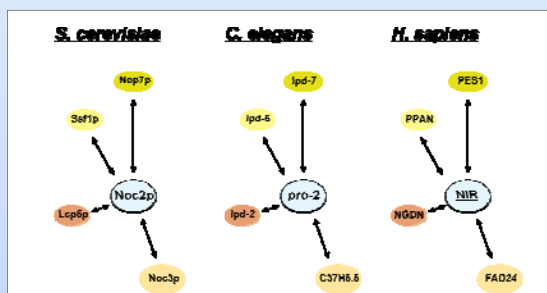 S. cerevisiae
C. elegans
H. sapiens
Nop7p
lpd-7
PES1
Ssf1p
lpd-6
PPAN
Noc2p
pro-2
NIR
Lcp5p
lpd-2
NGDN
Noc3p
C37H5.5
FAD24